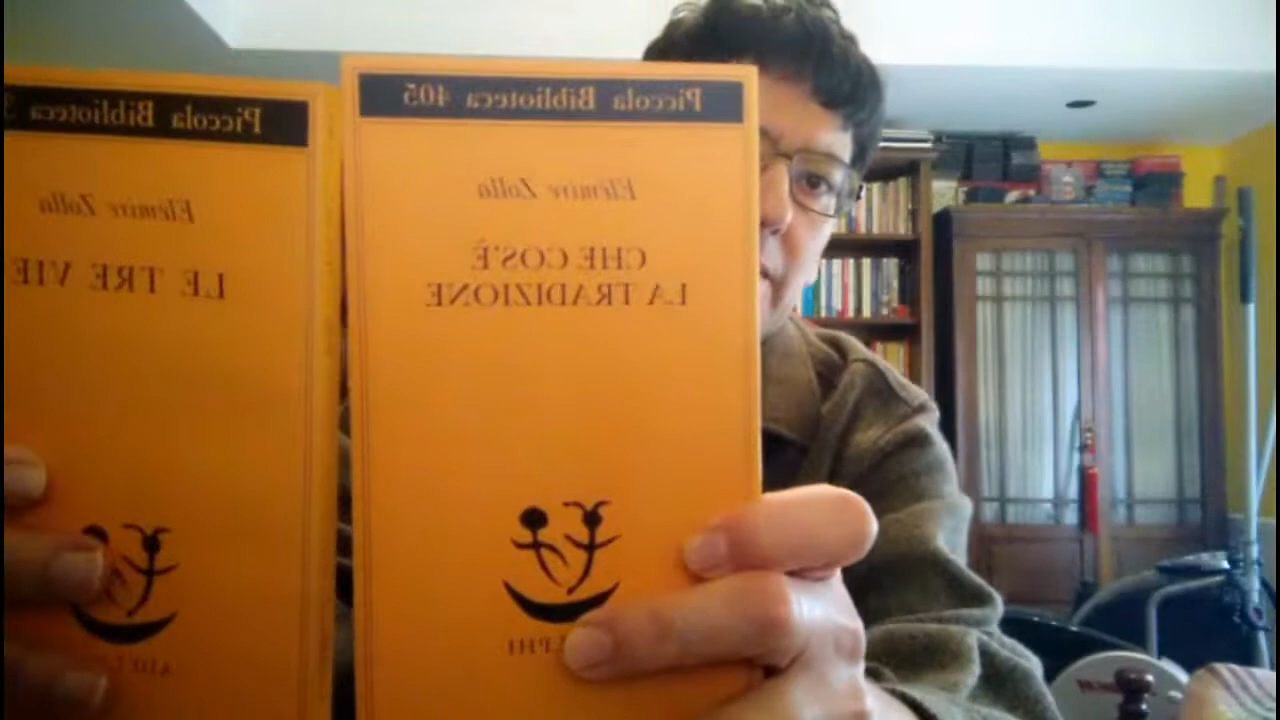 Piccola Biblioteca
Elémire Zolla
LE TRE VIE
Piccola Biblioteca 405
Elémire Zolla
CHE COS'È
LA TRADIZIONE